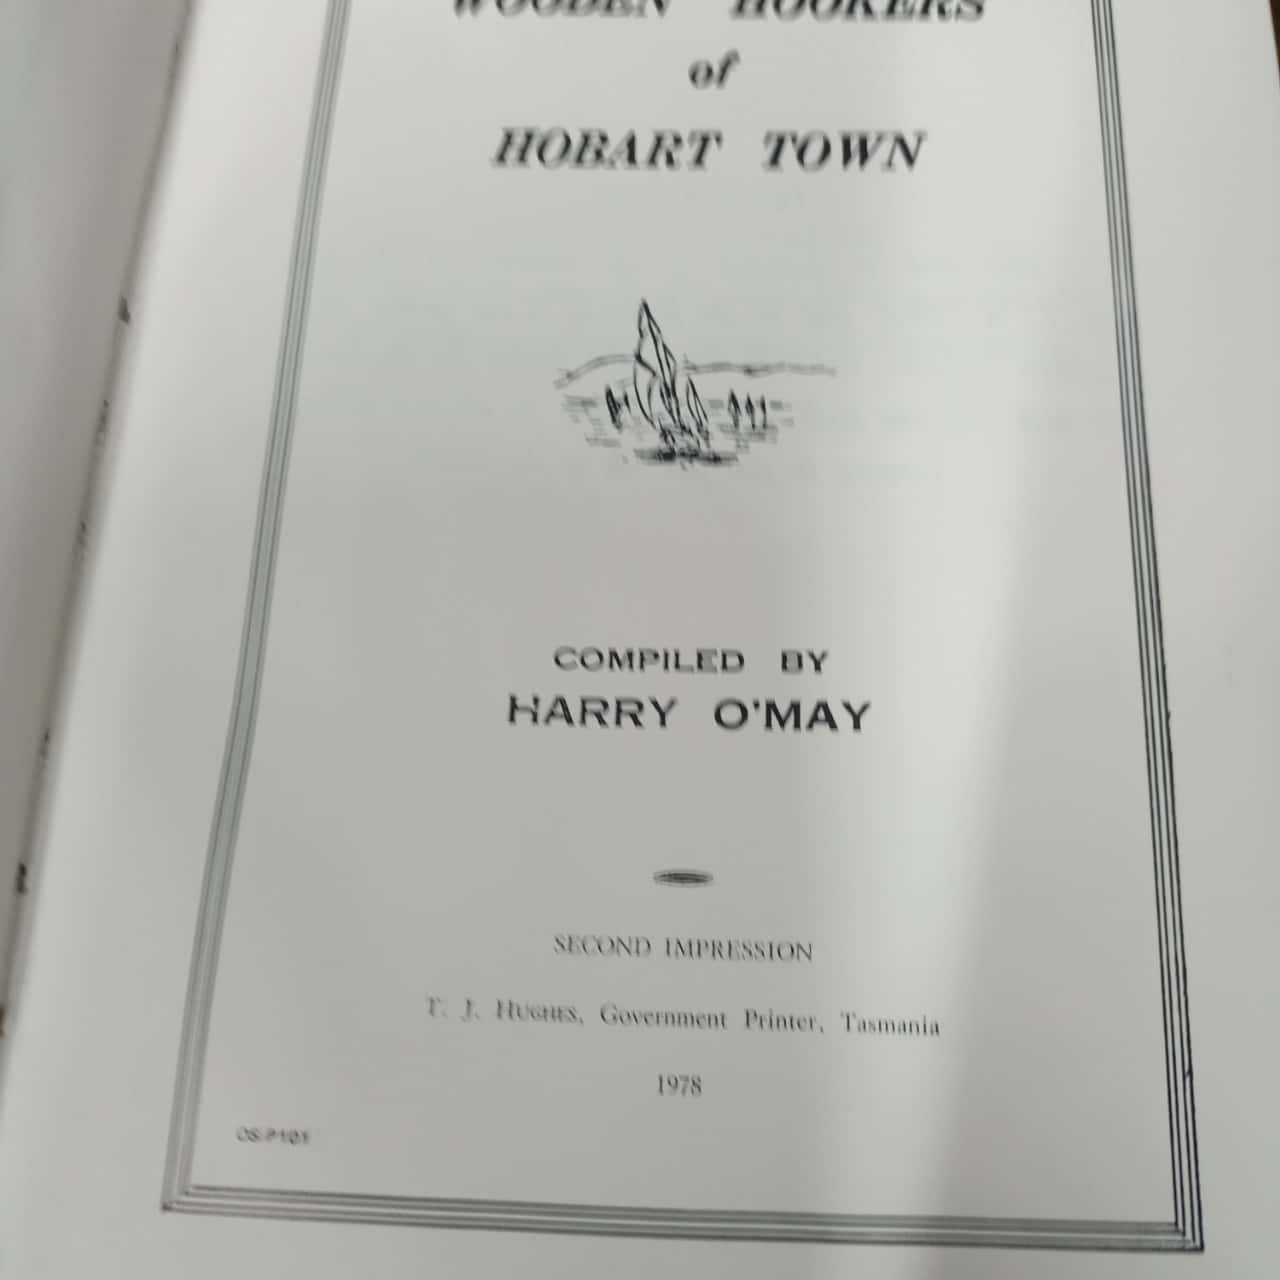 WOODEN HOOKERS
of
HOBART TOWN
COMPILED BY
HARRY O'MAY
SECOND IMPRESSION
T. J. HUGHES, Government Printer, Tasmania
1978